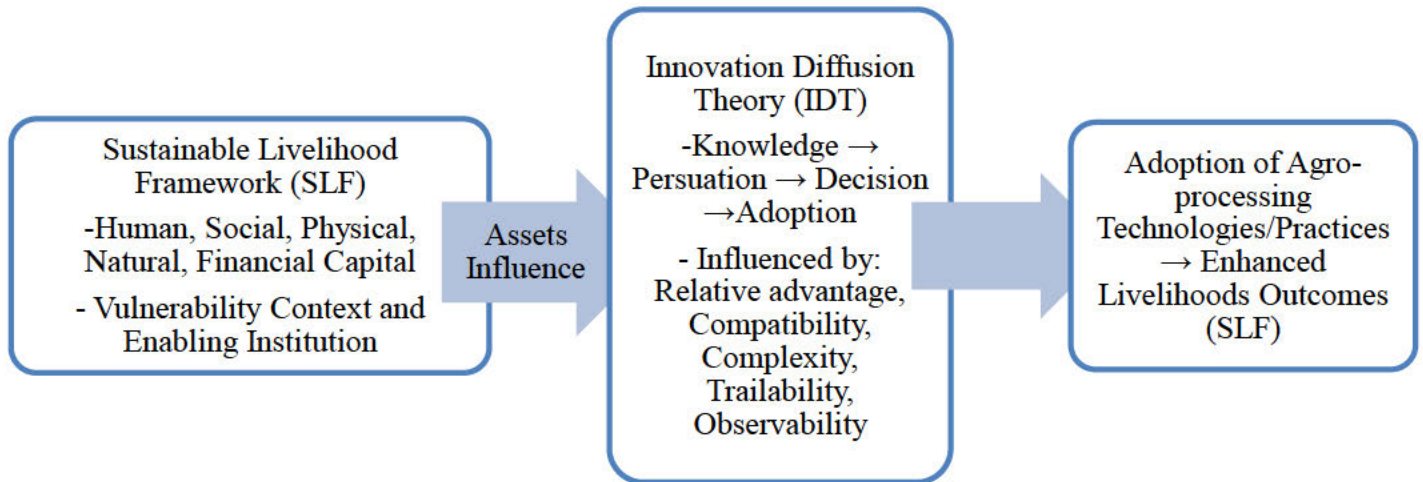 Sustainable Livelihood
Framework (SLF)
-Human, Social, Physical,
Natural, Financial Capital
- Vulnerability Context and
Enabling Institution
Assets
Influence
Innovation Diffusion
Theory (IDT)
-Knowledge →
Persuation → Decision
→Adoption
- Influenced by:
Relative advantage,
Compatibility,
Complexity,
Trailability,
Observability
Adoption of Agro-
processing
Technologies/Practices
→ Enhanced
Livelihoods Outcomes
(SLF)